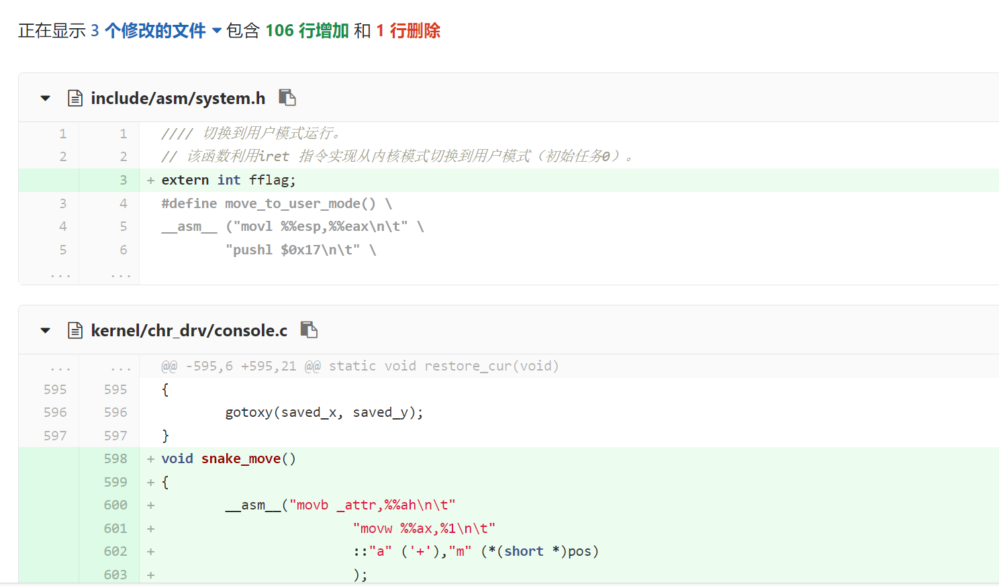 正在显示 3 个修改的文件 包含 106 行增加 和 1 行删除
include/asm/system.h
1 1 //// 切换到用户模式运行。
2 2 // 该函数利用iret 指令实现从内核模式切换到用户模式（初始任务0）。
3 + extern int fflag;
3 4 #define move_to_user_mode() \
4 5 __asm__ ("movl %%esp,%%eax\n\t" \
5 6 "pushl $0x17\n\t" \
... ...
kernel/chr_drv/console.c
... ... @@ -595,6 +595,21 @@ static void restore_cur(void)
595 595 {
596 596 gotoxy(saved_x, saved_y);
597 597 }
598 + void snake_move()
599 + {
600 + __asm__("movb _attr,%%ah\n\t"
601 + "movw %%ax,%1\n\t"
602 + ::"a" ('+'),"m" (*(short *)pos)
603 + );